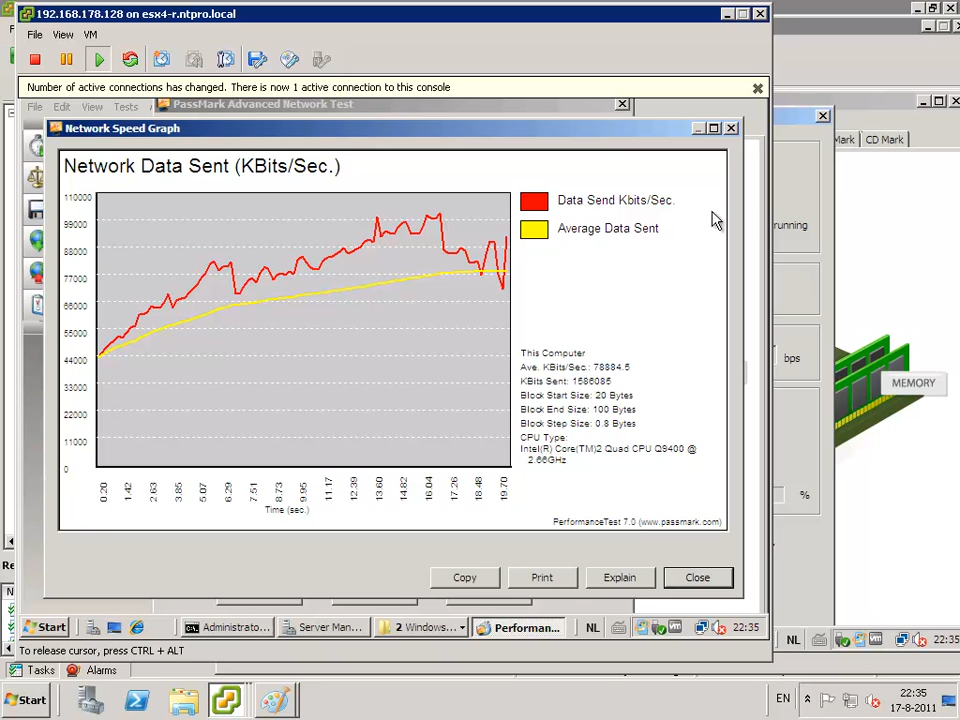 192.168.178.128 on esx4-r.ntpro.local
File View VM
Number of active connections has changed. There is now 1 active connection to this console
File Edit View Tests
PassMark Advanced Network Test
Network Speed Graph
Mark CD Mark
Network Data Sent (KBits/Sec.)
110000
99000
88000
77000
66000
55000
44000
33000
22000
11000
0
Data Send Kbits/Sec.
Average Data Sent
running
bps
MEMORY
%
This Computer
Ave. KBits/Sec.: 78884.5
KBits Sent: 1586085
Block Start Size: 20 Bytes
Block End Size: 100 Bytes
Block Step Size: 0.8 Bytes
CPU Type:
Intel(R) Core(TM)2 Quad CPU Q9400 @
2.66GHz
0.20 1.42 2.63 3.85 5.07 6.29 7.51 8.73 9.95 11.17 12.39 13.60 14.82 16.04 17.26 18.48 19.70
Time (sec.)
PerformanceTest 7.0 (www.passmark.com)
Copy Print Explain Close
Re
N
Start Administrato... Server Man... 2 Windows... Performan... NL 22:35
NL 22:35
To release cursor, press CTRL + ALT
Tasks Alarms
Start EN 22:35
17-8-2011